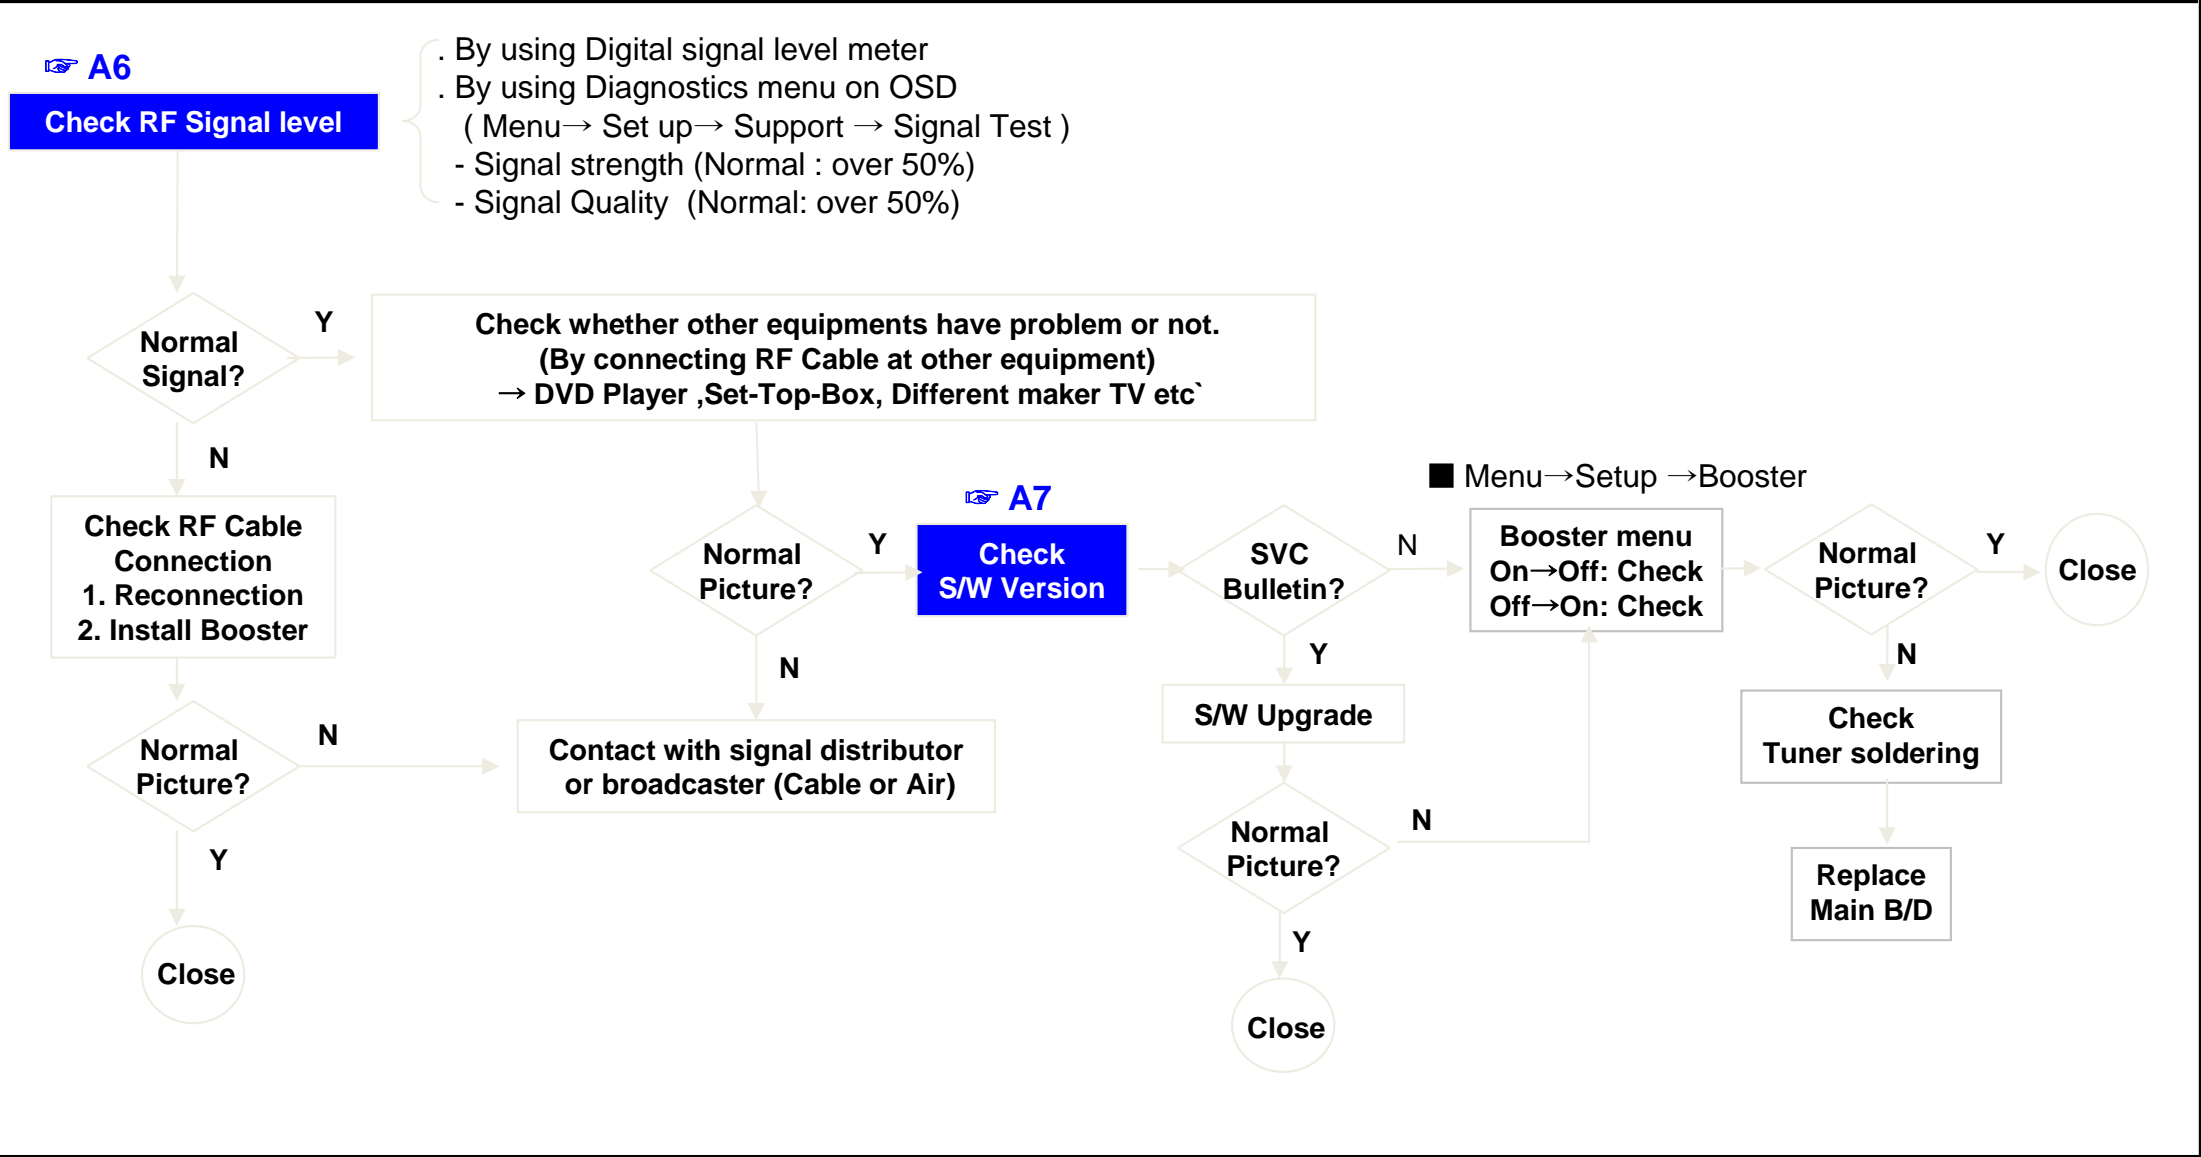 ☞ A6
Check RF Signal level
. By using Digital signal level meter
. By using Diagnostics menu on OSD
( Menu→ Set up→ Support → Signal Test )
- Signal strength (Normal : over 50%)
- Signal Quality (Normal: over 50%)
Normal
Signal?
Y
Check whether other equipments have problem or not.
(By connecting RF Cable at other equipment)
→ DVD Player ,Set-Top-Box, Different maker TV etc`
N
Check RF Cable
Connection
1. Reconnection
2. Install Booster
Normal
Picture?
Y
☞ A7
Check
S/W Version
SVC
Bulletin?
N
■ Menu→Setup →Booster
Booster menu
On→Off: Check
Off→On: Check
Normal
Picture?
Y
Close
N
Y
N
S/W Upgrade
Check
Tuner soldering
Normal
Picture?
N
Contact with signal distributor
or broadcaster (Cable or Air)
Normal
Picture?
N
Replace
Main B/D
Y
Close
Y
Close